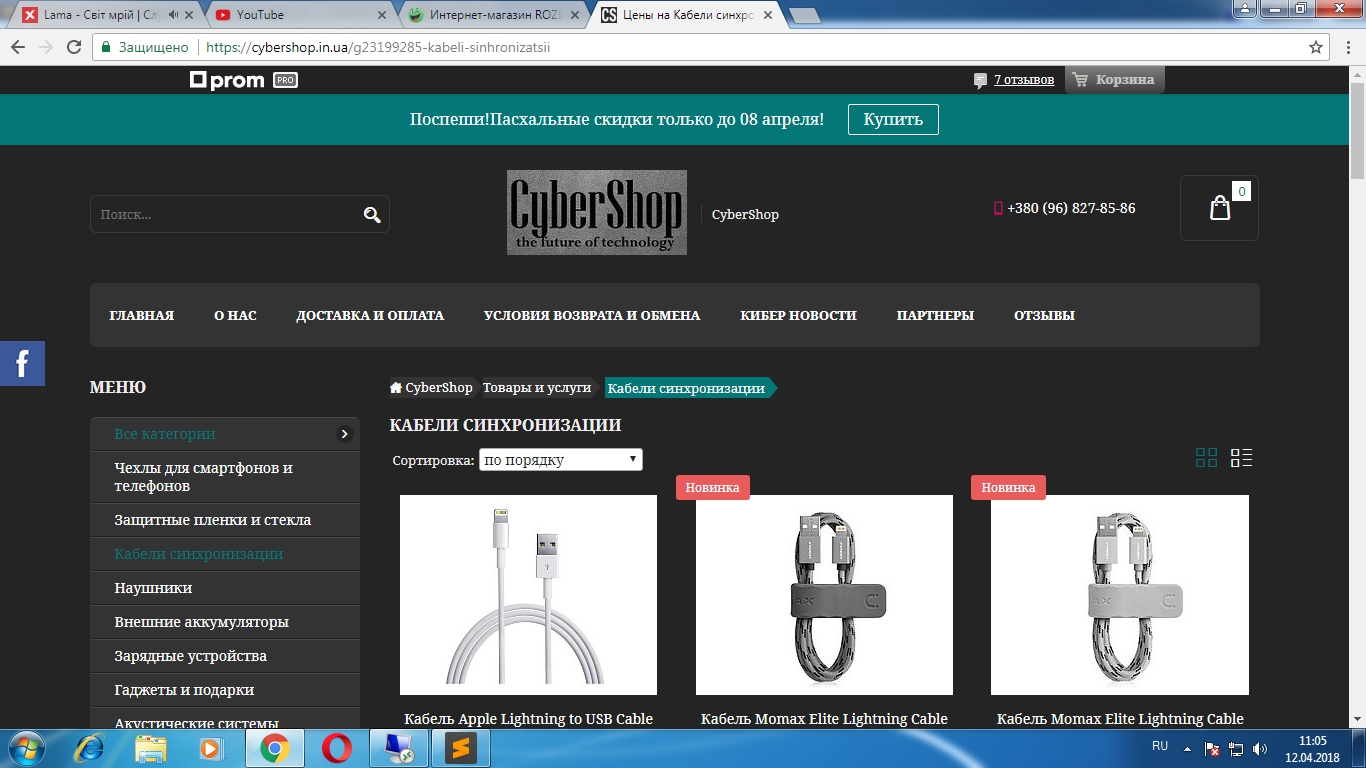 Lama - Світ мрій | Слу
YouTube
Интернет-магазин ROZE
CS Цены на Кабели синхро
Защищено https://cybershop.in.ua/g23199285-kabeli-sinhronizatsii
prom PRO
7 отзывов
Корзина
Поспеши!Пасхальные скидки только до 08 апреля!
Купить
Поиск...
CyberShop
the future of technology
CyberShop
+380 (96) 827-85-86
0
ГЛАВНАЯ
О НАС
ДОСТАВКА И ОПЛАТА
УСЛОВИЯ ВОЗВРАТА И ОБМЕНА
КИБЕР НОВОСТИ
ПАРТНЕРЫ
ОТЗЫВЫ
f
МЕНЮ
Все категории
Чехлы для смартфонов и
телефонов
Защитные пленки и стекла
Кабели синхронизации
Наушники
Внешние аккумуляторы
Зарядные устройства
Гаджеты и подарки
Акустические системы
CyberShop
Товары и услуги
Кабели синхронизации
КАБЕЛИ СИНХРОНИЗАЦИИ
Сортировка: по порядку
Новинка
Новинка
Кабель Apple Lightning to USB Cable
Кабель Momax Elite Lightning Cable
Кабель Momax Elite Lightning Cable
RU
11:05
12.04.2018